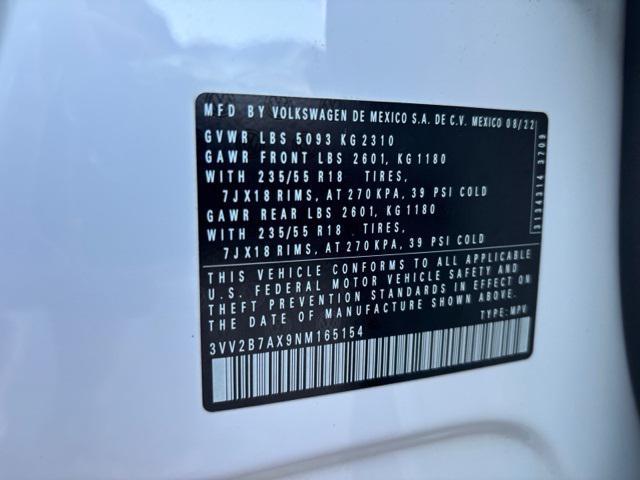 MFD BY VOLKSWAGEN DE MEXICO S.A. DE C.V. MEXICO 08/22
GVWR LBS 5093 KG 2310
GAWR FRONT LBS 2601, KG 1180
WITH 235/55 R18 TIRES,
7JX18 RIMS, AT 270 KPA, 39 PSI COLD
GAWR REAR LBS 2601, KG 1180
WITH 235/55 R18 TIRES,
7JX18 RIMS, AT 270 KPA, 39 PSI COLD
THIS VEHICLE CONFORMS TO ALL APPLICABLE
U.S. FEDERAL MOTOR VEHICLE SAFETY AND
THEFT PREVENTION STANDARDS IN EFFECT ON
THE DATE OF MANUFACTURE SHOWN ABOVE.
TYPE: MPV
3VV2B7AX9NM165154
3134314 3709